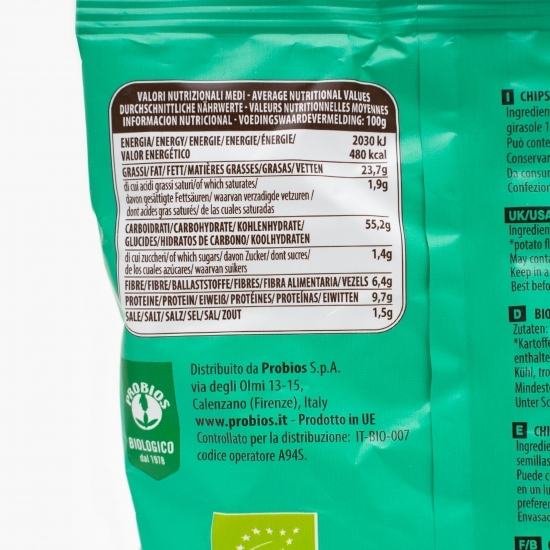 VALORI NUTRIZIONALI MEDI - AVERAGE NUTRITIONAL VALUES
DURCHSCHNITTLICHE NÄHRWERTE - VALEURS NUTRITIONNELLES MOYENNES
INFORMACION NUTRICIONAL - VOEDINGSWAARDEVERMELDING: 100g
ENERGIA/ENERGY/ENERGIE/ENERGIE/ÉNERGIE/ 2030 kJ
VALOR ENERGÉTICO 480 kcal
GRASSI/FAT/FETT/MATIÈRES GRASSES/GRASAS/VETTEN 23,7g
di cui acidi grassi saturi/of which saturates/ 1,9g
davon gesättigte Fettsäuren/ waarvan verzadigde vetzuren /
dont acides gras saturés/ de las cuales saturadas
CARBOIDRATI/CARBOHYDRATE/KOHLENHYDRATE/ 55,2g
GLUCIDES/HIDRATOS DE CARBONO/KOOLHYDRATEN
di cui zuccheri/of which sugars/ davon Zucker/ dont sucres/ 1,4g
de los cuales azúcares/ waarvan suikers
FIBRE/FIBRE/BALLASTSTOFFE/FIBRES/FIBRA ALIMENTARIA/VEZELS 6,4g
PROTEINE/PROTEIN/EIWEIß/PROTÉINES/PROTEÍNAS/EIWITTEN 9,7g
SALE/SALT/SALZ/SEL/SAL/ZOUT 1,5g
PROBIOS
BIOLOGICO
dal 1978
Distribuito da Probios S.p.A.
via degli Olmi 13-15,
Calenzano (Firenze), Italy
www.probios.it - Prodotto in UE
Controllato per la distribuzione: IT-BIO-007
codice operatore A94S.
I CHIPS
Ingredien
girasole 1
Può conte
Conservar
Da consum
Confezion
UK/USA
Ingredien
*potato fl
May conta
Keep in a
Best befo
D BIO
Zutaten:
*Kartoffe
enthalte
Kühl, tro
Mindest
Unter Sc
E CHI
Ingredie
semillas
Puede c
en un lu
preferen
Envasad
F/B